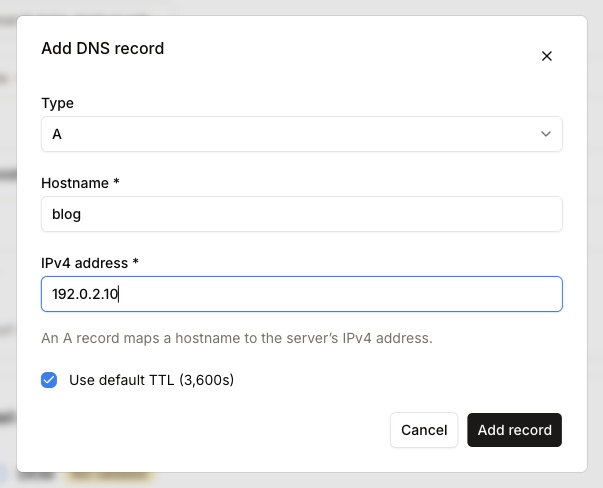 Add DNS record
Type
A
Hostname *
blog
IPv4 address *
192.0.2.10
An A record maps a hostname to the server’s IPv4 address.
Use default TTL (3,600s)
Cancel
Add record